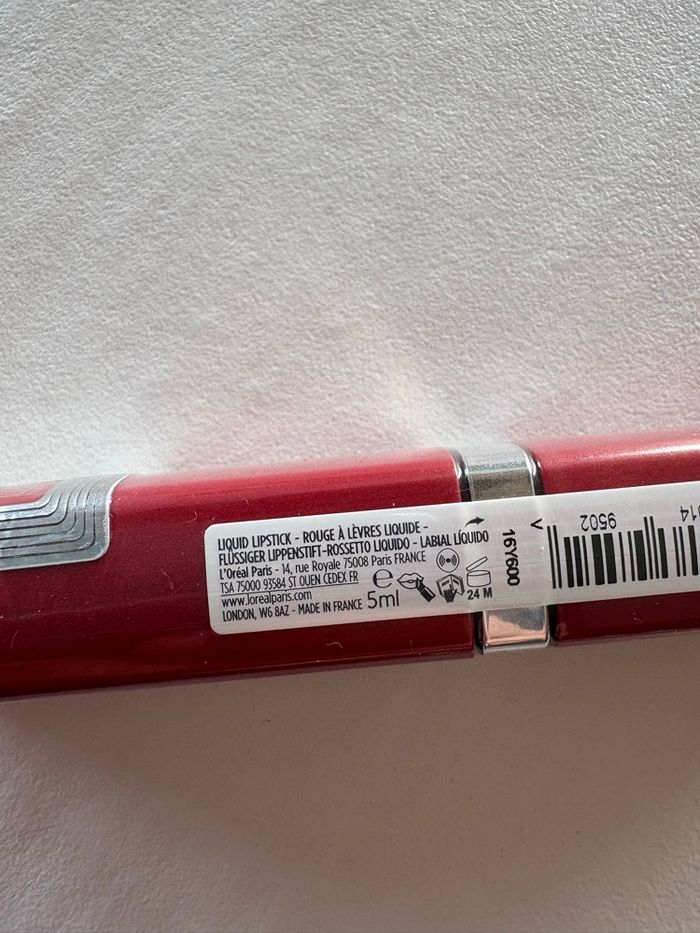 LIQUID LIPSTICK - ROUGE À LÈVRES LIQUIDE -
FLÜSSIGER LIPPENSTIFT-ROSSETTO LIQUIDO - LABIAL LÍQUIDO
L'Oréal Paris - 14, rue Royale 75008 Paris FRANCE
TSA 75000 93584 ST OUEN CEDEX FR
www.lorealparis.com
LONDON, W6 8AZ - MADE IN FRANCE
e
5ml
24 M
16Y600
V
9502